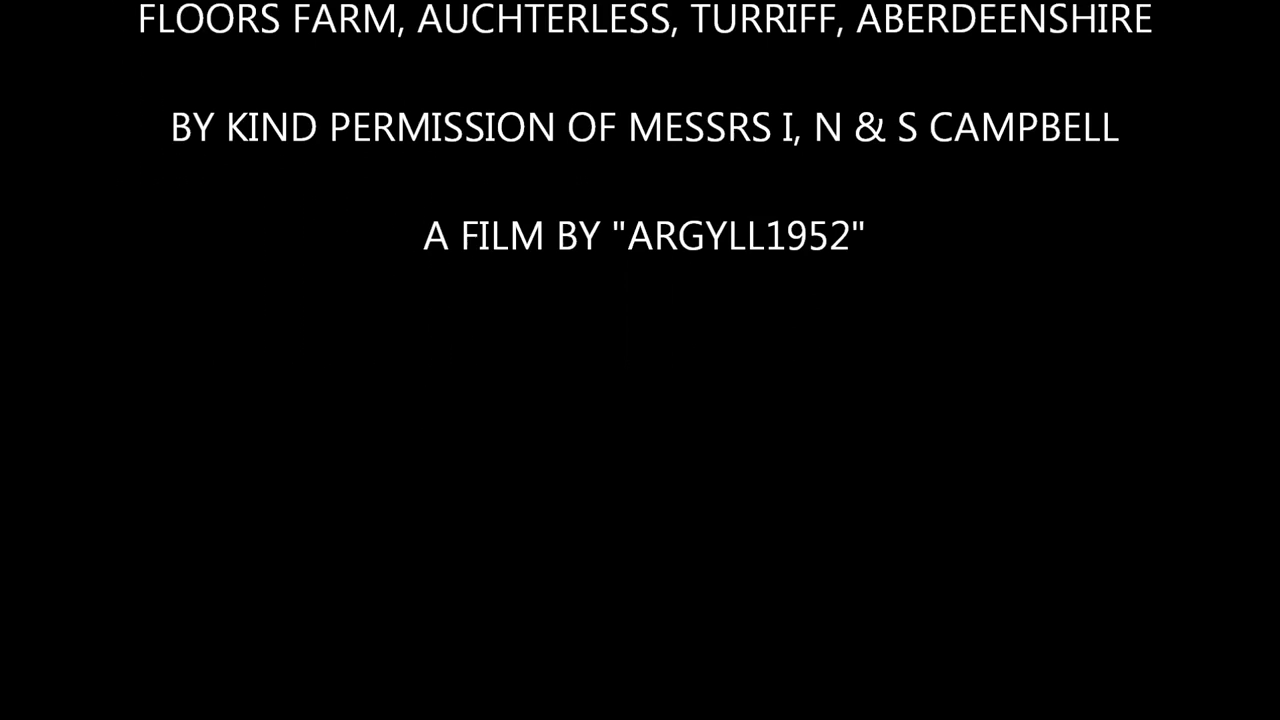 FLOORS FARM, AUCHTERLESS, TURRIFF, ABERDEENSHIRE
BY KIND PERMISSION OF MESSRS I, N & S CAMPBELL
A FILM BY "ARGYLL1952"